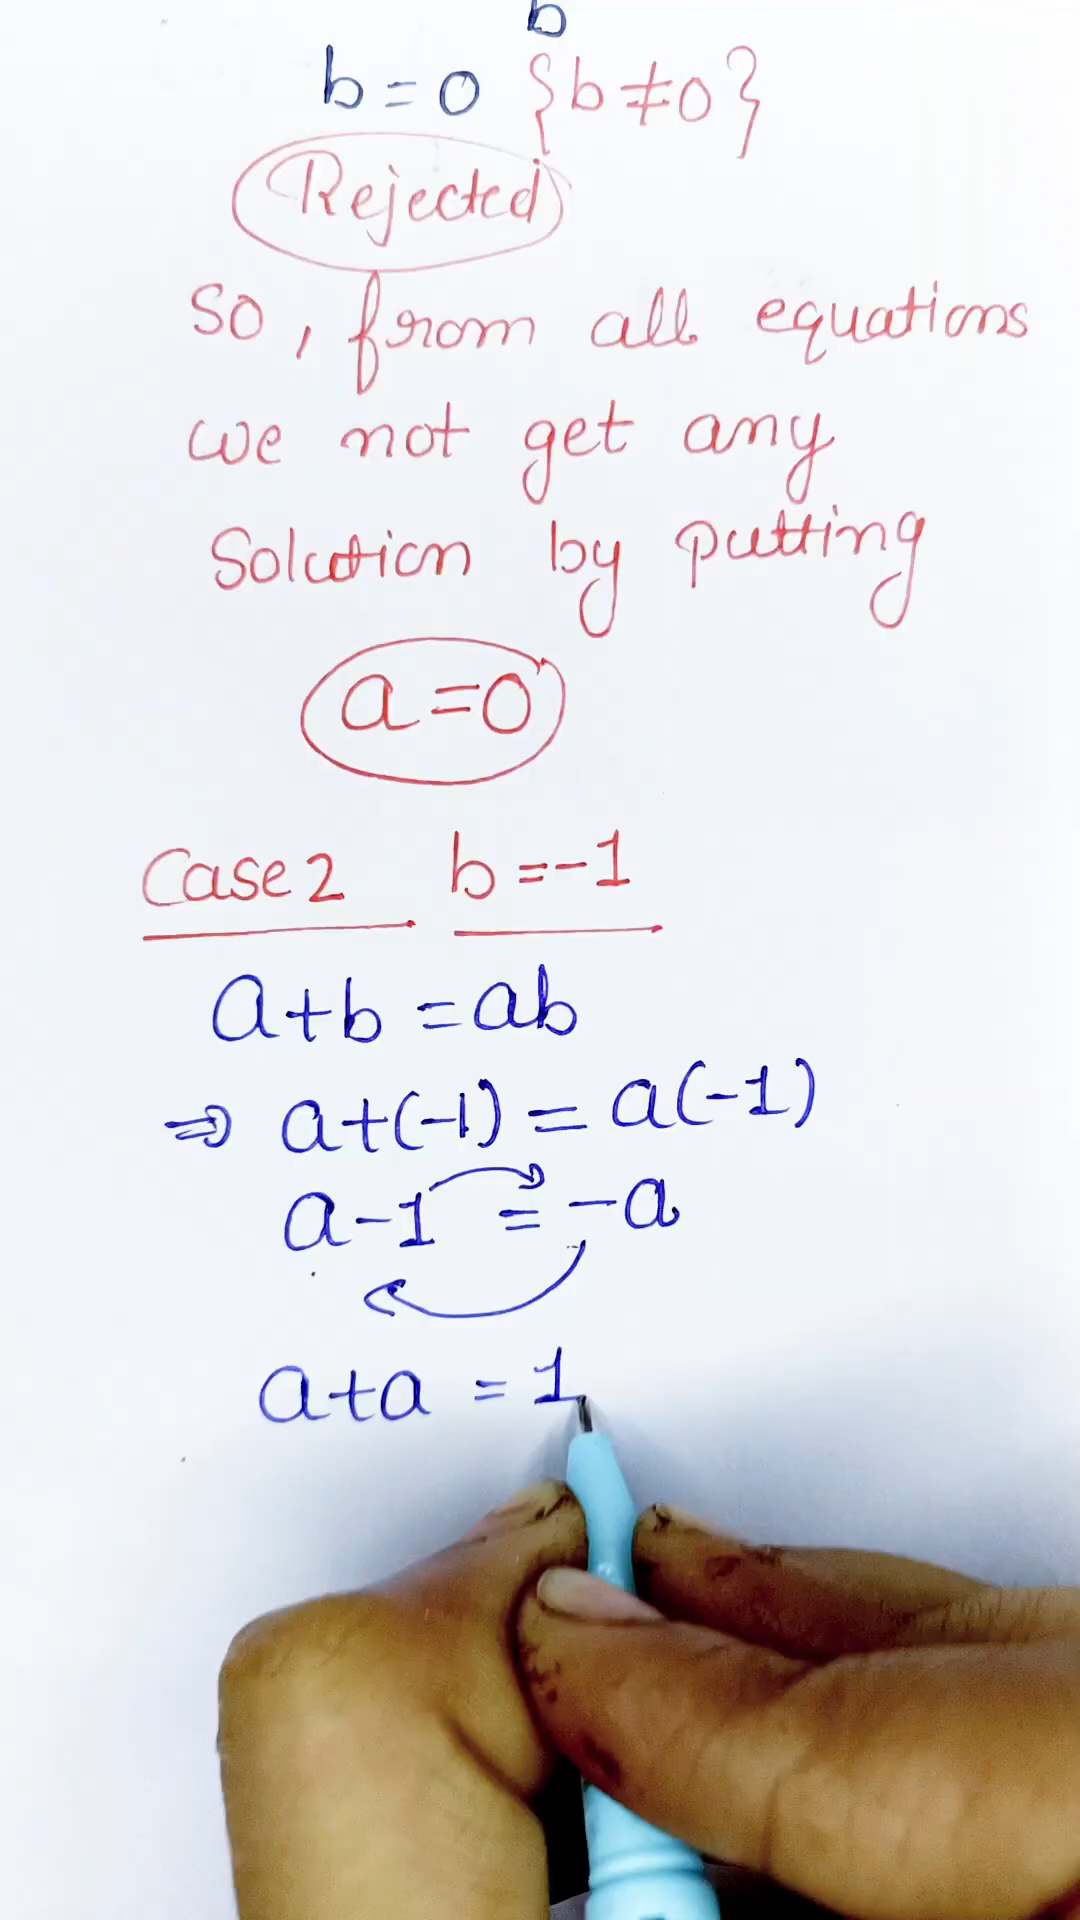 b
b = 0 {b ≠ 0}
Rejected
So, from all equations
we not get any
Solution by putting
a = 0
Case 2 b = -1
a + b = ab
⇒ a + (-1) = a(-1)
a - 1 = -a
a + a = 1